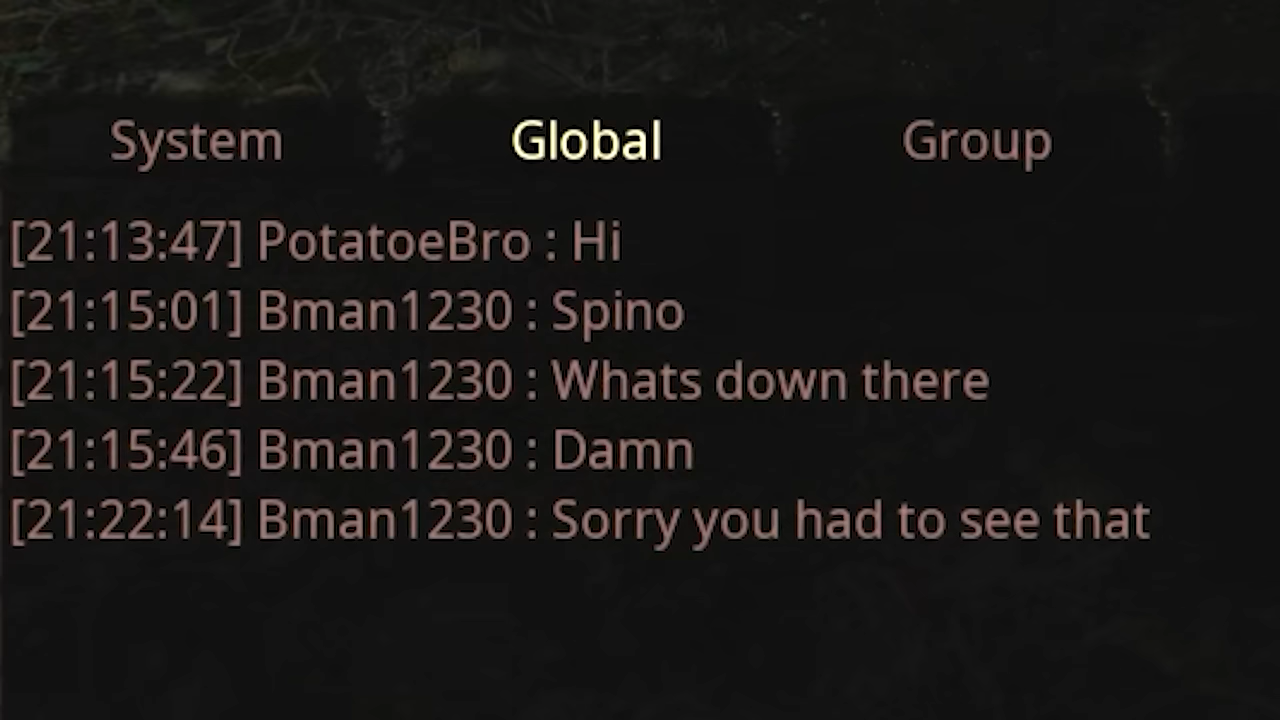 System Global Group
[21:13:47] PotatoeBro : Hi
[21:15:01] Bman1230 : Spino
[21:15:22] Bman1230 : Whats down there
[21:15:46] Bman1230 : Damn
[21:22:14] Bman1230 : Sorry you had to see that